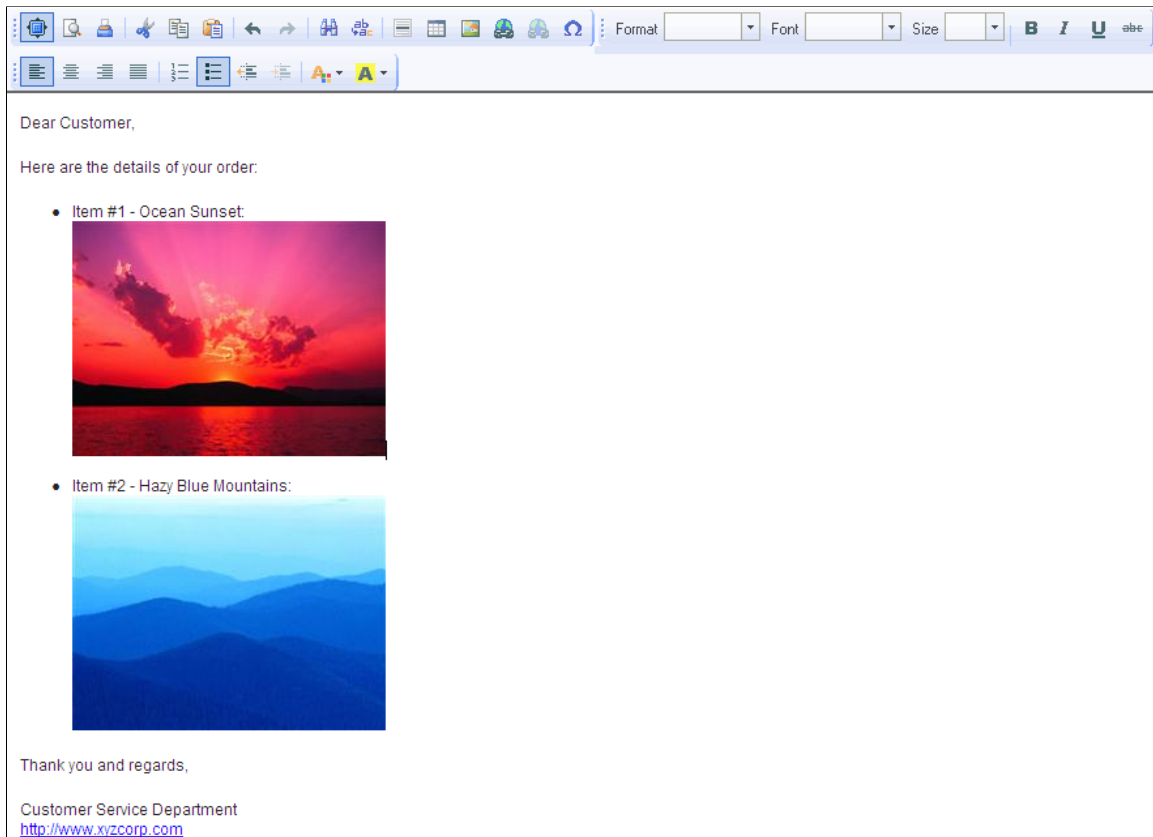 Format Font Size B I U abc
Dear Customer,
Here are the details of your order:
Item #1 - Ocean Sunset:
Item #2 - Hazy Blue Mountains:
Thank you and regards,
Customer Service Department
http://www.xyzcorp.com